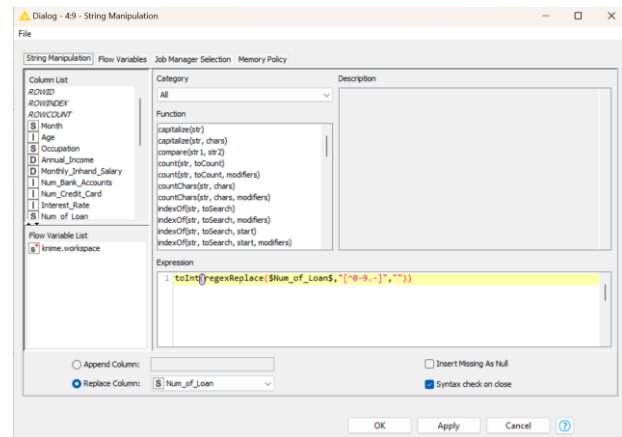 Dialog - 4:9 - String Manipulation
File
String Manipulation Flow Variables Job Manager Selection Memory Policy
Column List
ROWID
ROWINDEX
ROWCOUNT
S Month
I Age
S Occupation
D Annual_Income
D Monthly_Inhand_Salary
I Num_Bank_Accounts
I Num_Credit_Card
I Interest_Rate
S Num of Loan
Flow Variable List
s knime.workspace
Category
All
Function
capitalize(str)
capitalize(str, chars)
compare(str1, str2)
count(str, toCount)
count(str, toCount, modifiers)
countChars(str, chars)
countChars(str, chars, modifiers)
indexOf(str, toSearch)
indexOf(str, toSearch, modifiers)
indexOf(str, toSearch, start)
indexOf(str, toSearch, start, modifiers)
Description
Expression
1 toInt(regexReplace($Num_of_Loan$,"[^0-9.-]",""))
Append Column:
Insert Missing As Null
Replace Column: S Num_of_Loan
Syntax check on close
OK Apply Cancel ?